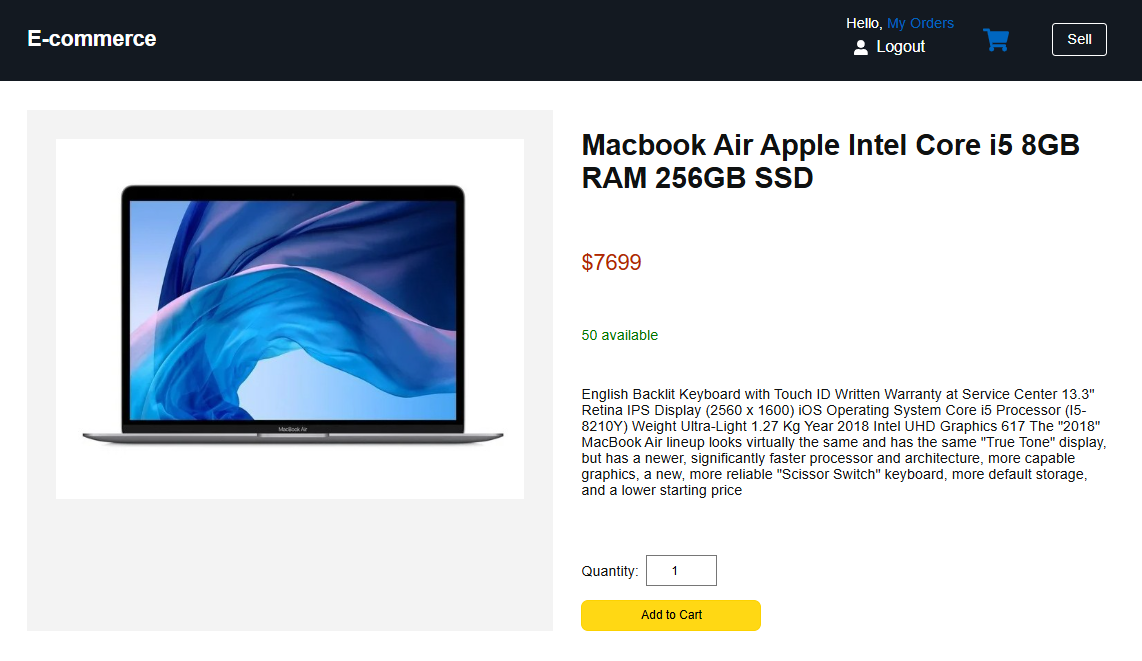 E-commerce
Hello, My Orders
Logout
Sell
MacBook Air
Macbook Air Apple Intel Core i5 8GB
RAM 256GB SSD
$7699
50 available
English Backlit Keyboard with Touch ID Written Warranty at Service Center 13.3"
Retina IPS Display (2560 x 1600) iOS Operating System Core i5 Processor (I5-
8210Y) Weight Ultra-Light 1.27 Kg Year 2018 Intel UHD Graphics 617 The "2018"
MacBook Air lineup looks virtually the same and has the same "True Tone" display,
but has a newer, significantly faster processor and architecture, more capable
graphics, a new, more reliable "Scissor Switch" keyboard, more default storage,
and a lower starting price
Quantity: 1
Add to Cart